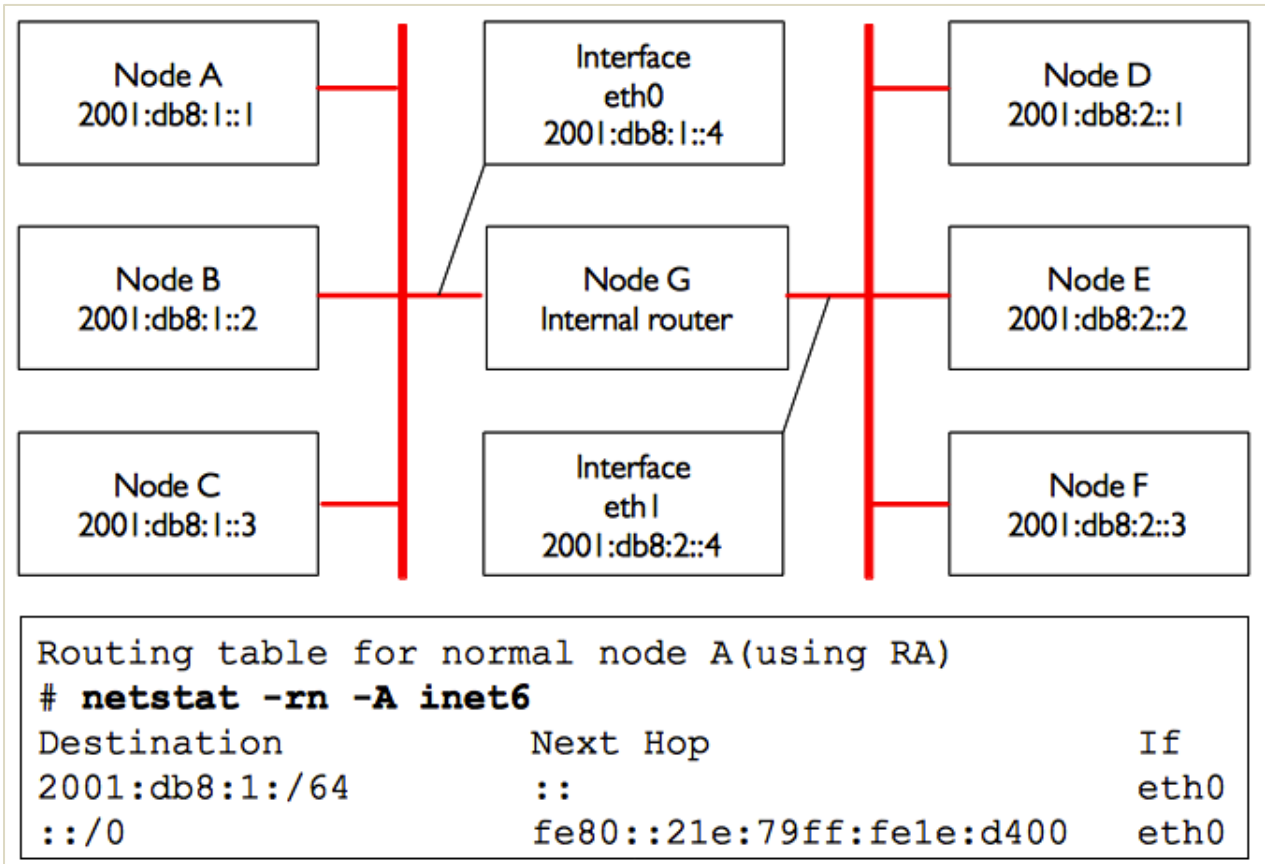 Node A
2001:db8:1::1
Interface
eth0
2001:db8:1::4
Node D
2001:db8:2::1
Node B
2001:db8:1::2
Node G
Internal router
Node E
2001:db8:2::2
Node C
2001:db8:1::3
Interface
eth1
2001:db8:2::4
Node F
2001:db8:2::3
Routing table for normal node A(using RA)
# netstat -rn -A inet6
Destination Next Hop If
2001:db8:1:/64 :: eth0
::/0 fe80::21e:79ff:fe1e:d400 eth0